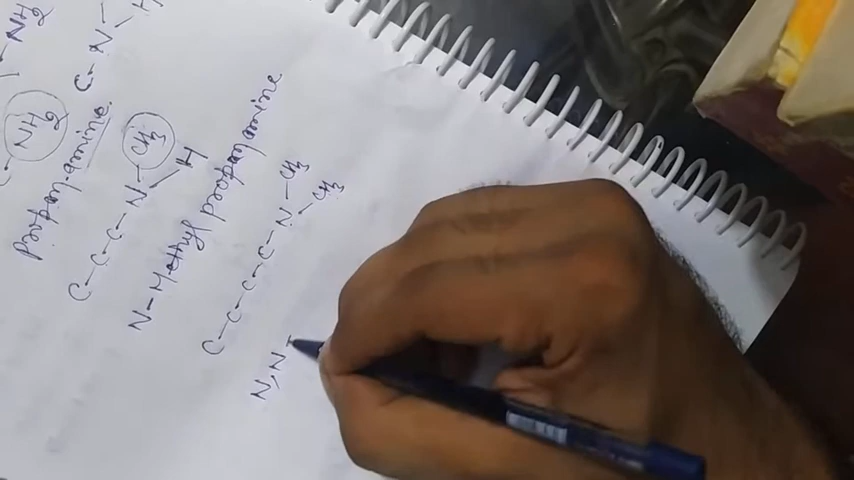 NH2
C-N-H
NH2
propanamine
CH3
C-C-C-N-H
N-Methyl propanamine
CH3
C-C-C-C-N-CH3
N,N-